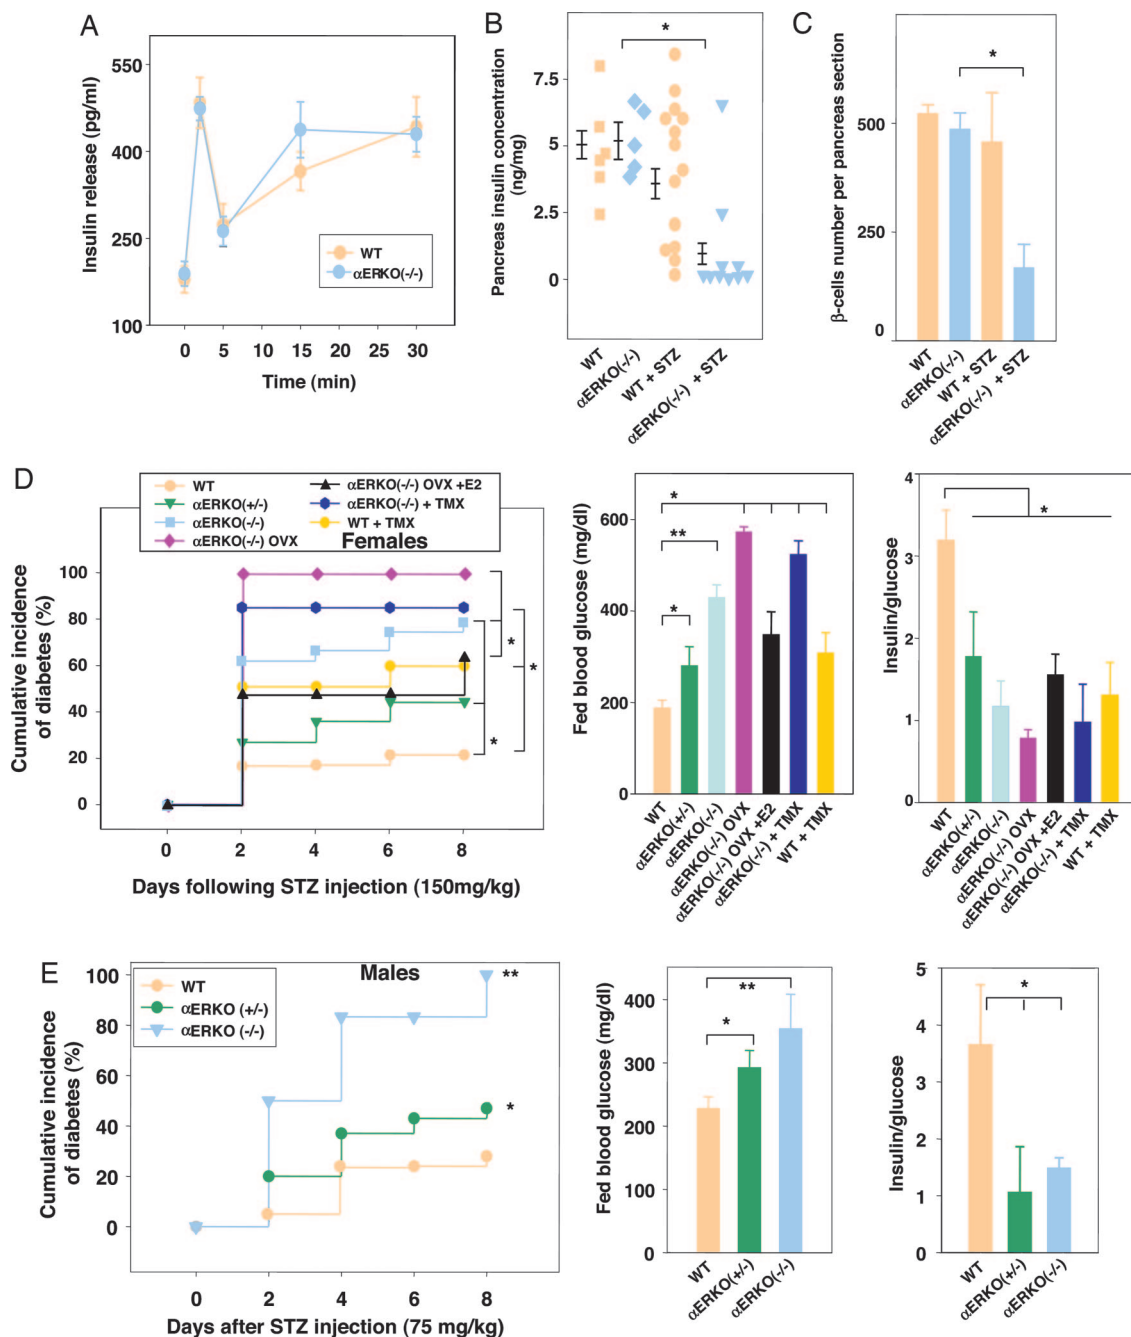 A
Insulin release (pg/ml)
550
400
250
100
WT
αERKO(-/-)
0 5 10 15 20 25 30
Time (min)
B
Pancreas insulin concentration
(ng/mg)
*
7.5
5
2.5
0
WT
αERKO(-/-)
WT + STZ
αERKO(-/-) + STZ
C
β-cells number per pancreas section
*
500
250
0
WT
αERKO(-/-)
WT + STZ
αERKO(-/-) + STZ
D
WT
αERKO(+/-)
αERKO(-/-)
αERKO(-/-) OVX
αERKO(-/-) OVX +E2
αERKO(-/-) + TMX
WT + TMX
Females
Cumulative incidence
of diabetes (%)
100
80
60
40
20
0
*
*
*
0 2 4 6 8
Days following STZ injection (150mg/kg)
Fed blood glucose (mg/dl)
600
400
200
0
*
**
*
WT
αERKO(+/-)
αERKO(-/-)
αERKO(-/-) OVX
αERKO(-/-) OVX +E2
αERKO(-/-) + TMX
WT + TMX
Insulin/glucose
4
3
2
1
0
*
WT
αERKO(+/-)
αERKO(-/-)
αERKO(-/-) OVX
αERKO(-/-) OVX +E2
αERKO(-/-) + TMX
WT + TMX
E
Males
WT
αERKO (+/-)
αERKO (-/-)
Cumulative incidence
of diabetes (%)
100
80
60
40
20
0
**
*
0 2 4 6 8
Days after STZ injection (75 mg/kg)
Fed blood glucose (mg/dl)
400
300
200
100
0
**
*
WT
αERKO(+/-)
αERKO(-/-)
Insulin/glucose
5
4
3
2
1
0
*
WT
αERKO(+/-)
αERKO(-/-)